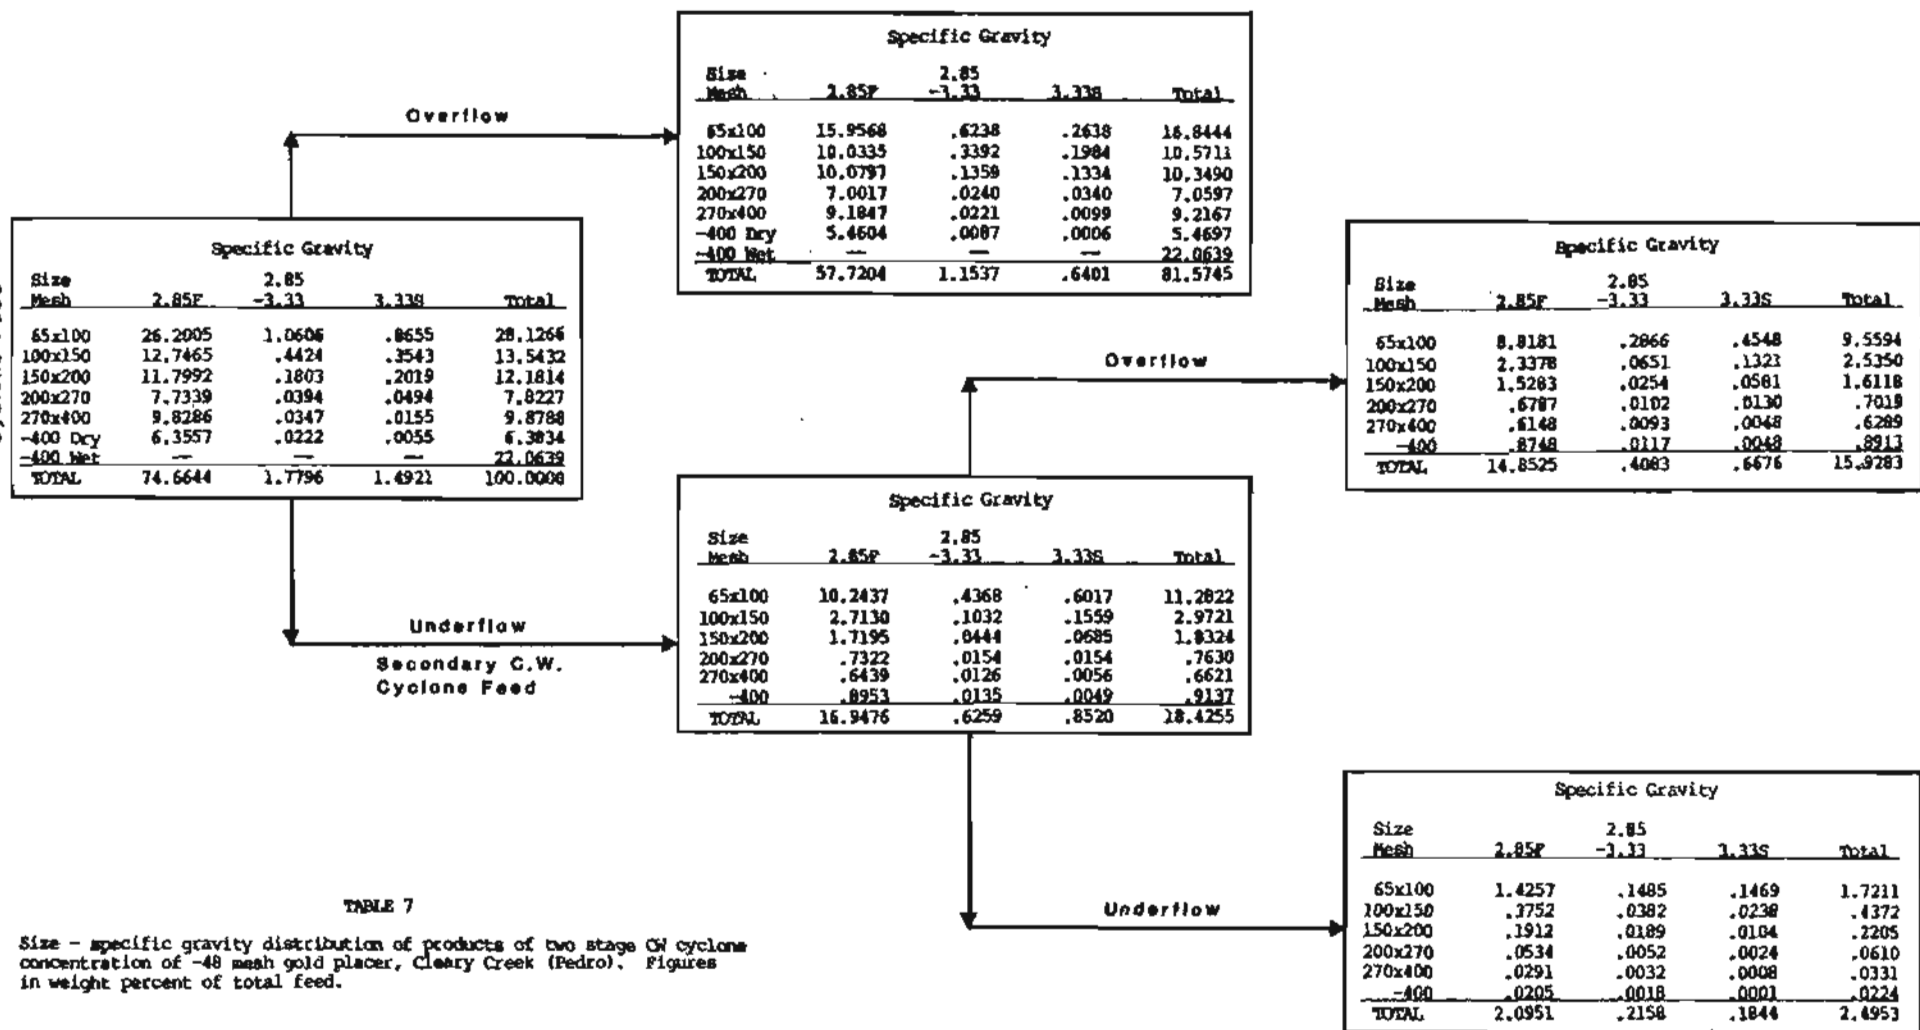 Specific Gravity
Size 2.85
Mesh 2.85F -3.33 3.33S Total
65x100 15.9568 .6238 .2638 16.8444
100x150 10.0335 .3392 .1984 10.5711
150x200 10.0797 .1359 .1334 10.3490
200x270 7.0017 .0240 .0340 7.0597
270x400 9.1847 .0221 .0099 9.2167
-400 Dry 5.4604 .0087 .0006 5.4697
-400 Wet — — — 22.0639
TOTAL 57.7204 1.1537 .6401 81.5745
Overflow
Specific Gravity
Size 2.85
Mesh 2.85F -3.33 3.33S Total
65x100 26.2005 1.0606 .8655 28.1266
100x150 12.7465 .4424 .3543 13.5432
150x200 11.7992 .1803 .2019 12.1814
200x270 7.7339 .0394 .0494 7.8227
270x400 9.8286 .0347 .0155 9.8788
-400 Dry 6.3557 .0222 .0055 6.3834
-400 Wet — — — 22.0639
TOTAL 74.6644 1.7796 1.4921 100.0000
Specific Gravity
Size 2.85
Mesh 2.85F -3.33 3.33S Total
65x100 8.8181 .2866 .4548 9.5594
100x150 2.3378 .0651 .1323 2.5350
150x200 1.5283 .0254 .0581 1.6118
200x270 .6787 .0102 .0130 .7019
270x400 .6148 .0093 .0048 .6289
-400 .8748 .0117 .0048 .8913
TOTAL 14.8525 .4083 .6676 15.9283
Overflow
Underflow
Secondary C.W.
Cyclone Feed
Specific Gravity
Size 2.85
Mesh 2.85F -3.33 3.33S Total
65x100 10.2437 .4368 .6017 11.2822
100x150 2.7130 .1032 .1559 2.9721
150x200 1.7195 .0444 .0685 1.8324
200x270 .7322 .0154 .0154 .7630
270x400 .6439 .0126 .0056 .6621
-400 .8953 .0135 .0049 .9137
TOTAL 16.9476 .6259 .8520 18.4255
Underflow
Specific Gravity
Size 2.85
Mesh 2.85F -3.33 3.33S Total
65x100 1.4257 .1485 .1469 1.7211
100x150 .3752 .0382 .0238 .4372
150x200 .1912 .0189 .0104 .2205
200x270 .0534 .0052 .0024 .0610
270x400 .0291 .0032 .0008 .0331
-400 .0205 .0018 .0001 .0224
TOTAL 2.0951 .2158 .1844 2.4953
TABLE 7
Size - specific gravity distribution of products of two stage CW cyclone
concentration of -48 mesh gold placer, Cleary Creek (Pedro). Figures
in weight percent of total feed.